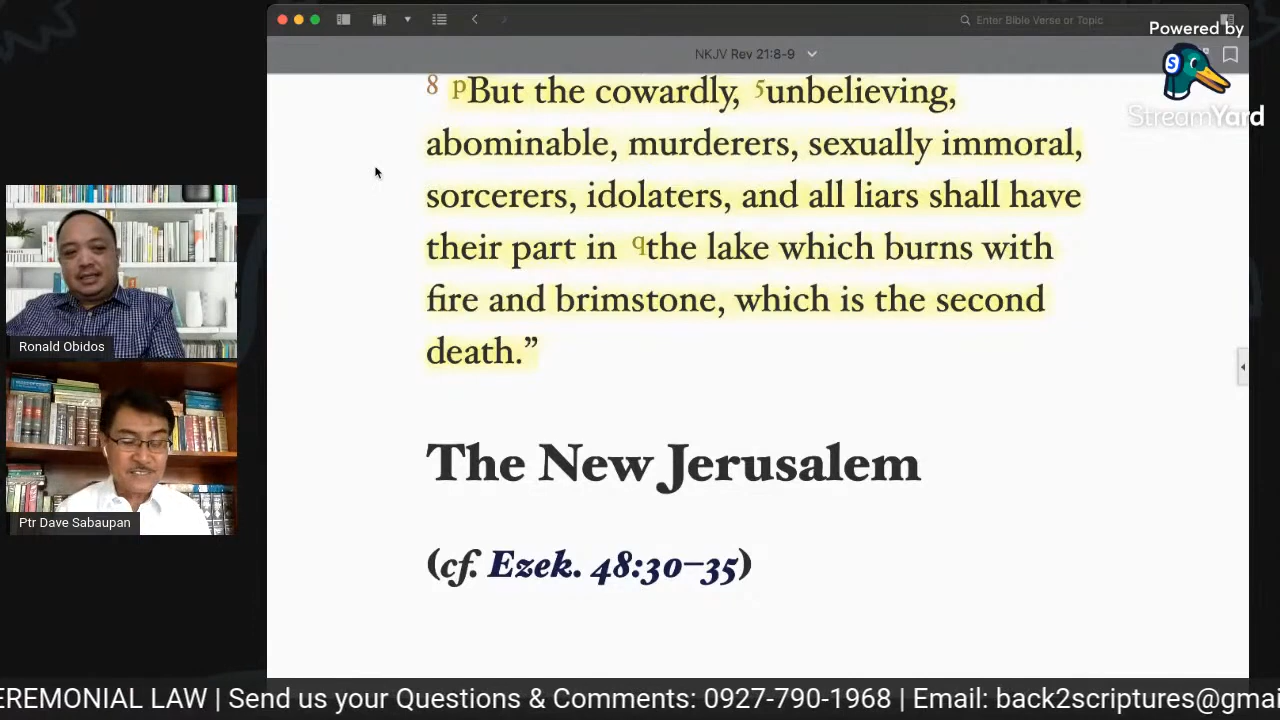 Enter Bible Verse or Topic
Powered by
StreamYard
NKJV Rev 21:8-9
8 pBut the cowardly, 5unbelieving,
abominable, murderers, sexually immoral,
sorcerers, idolaters, and all liars shall have
their part in qthe lake which burns with
fire and brimstone, which is the second
death.”
The New Jerusalem
(cf. Ezek. 48:30–35)
Ronald Obidos
Ptr Dave Sabaupan
EREMONIAL LAW | Send us your Questions & Comments: 0927-790-1968 | Email: back2scriptures@gmai